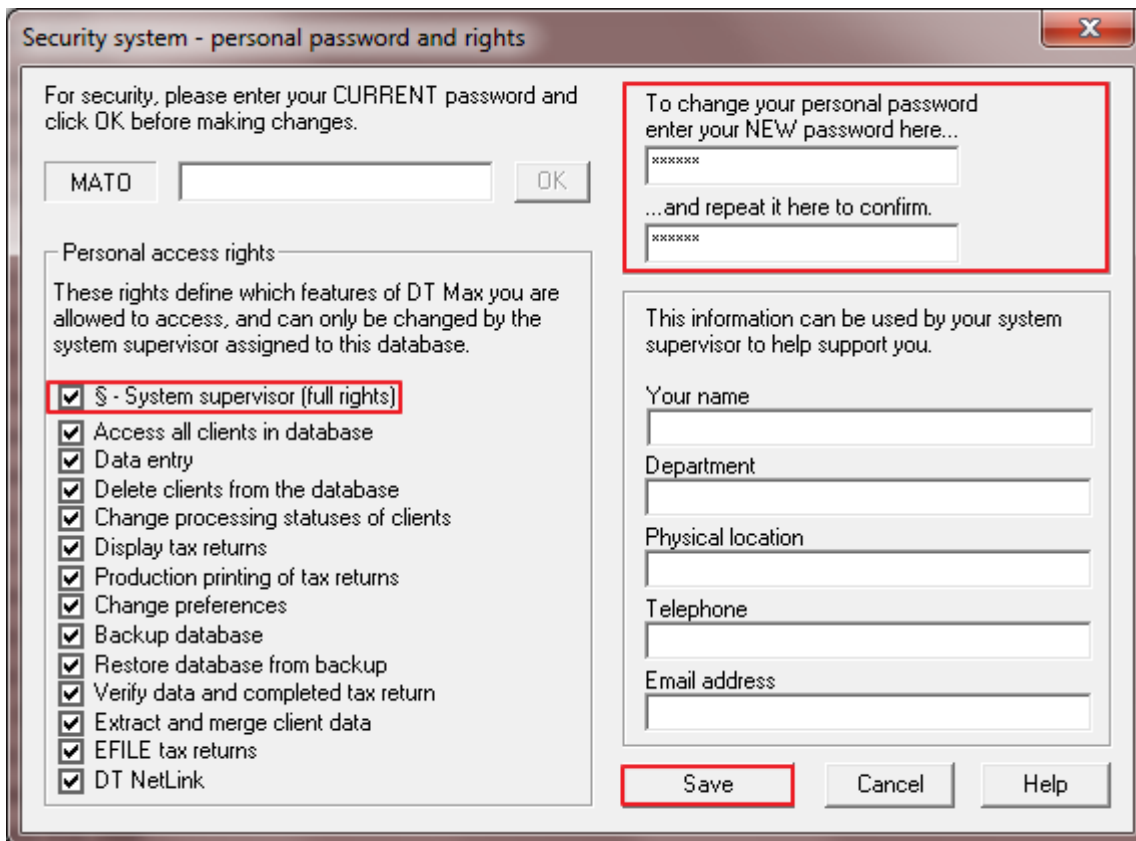 Security system - personal password and rights
x
For security, please enter your CURRENT password and
click OK before making changes.
MATO
OK
Personal access rights
These rights define which features of DT Max you are
allowed to access, and can only be changed by the
system supervisor assigned to this database.
§ - System supervisor (full rights)
Access all clients in database
Data entry
Delete clients from the database
Change processing statuses of clients
Display tax returns
Production printing of tax returns
Change preferences
Backup database
Restore database from backup
Verify data and completed tax return
Extract and merge client data
EFILE tax returns
DT NetLink
To change your personal password
enter your NEW password here...
******
...and repeat it here to confirm.
******
This information can be used by your system
supervisor to help support you.
Your name
Department
Physical location
Telephone
Email address
Save
Cancel
Help